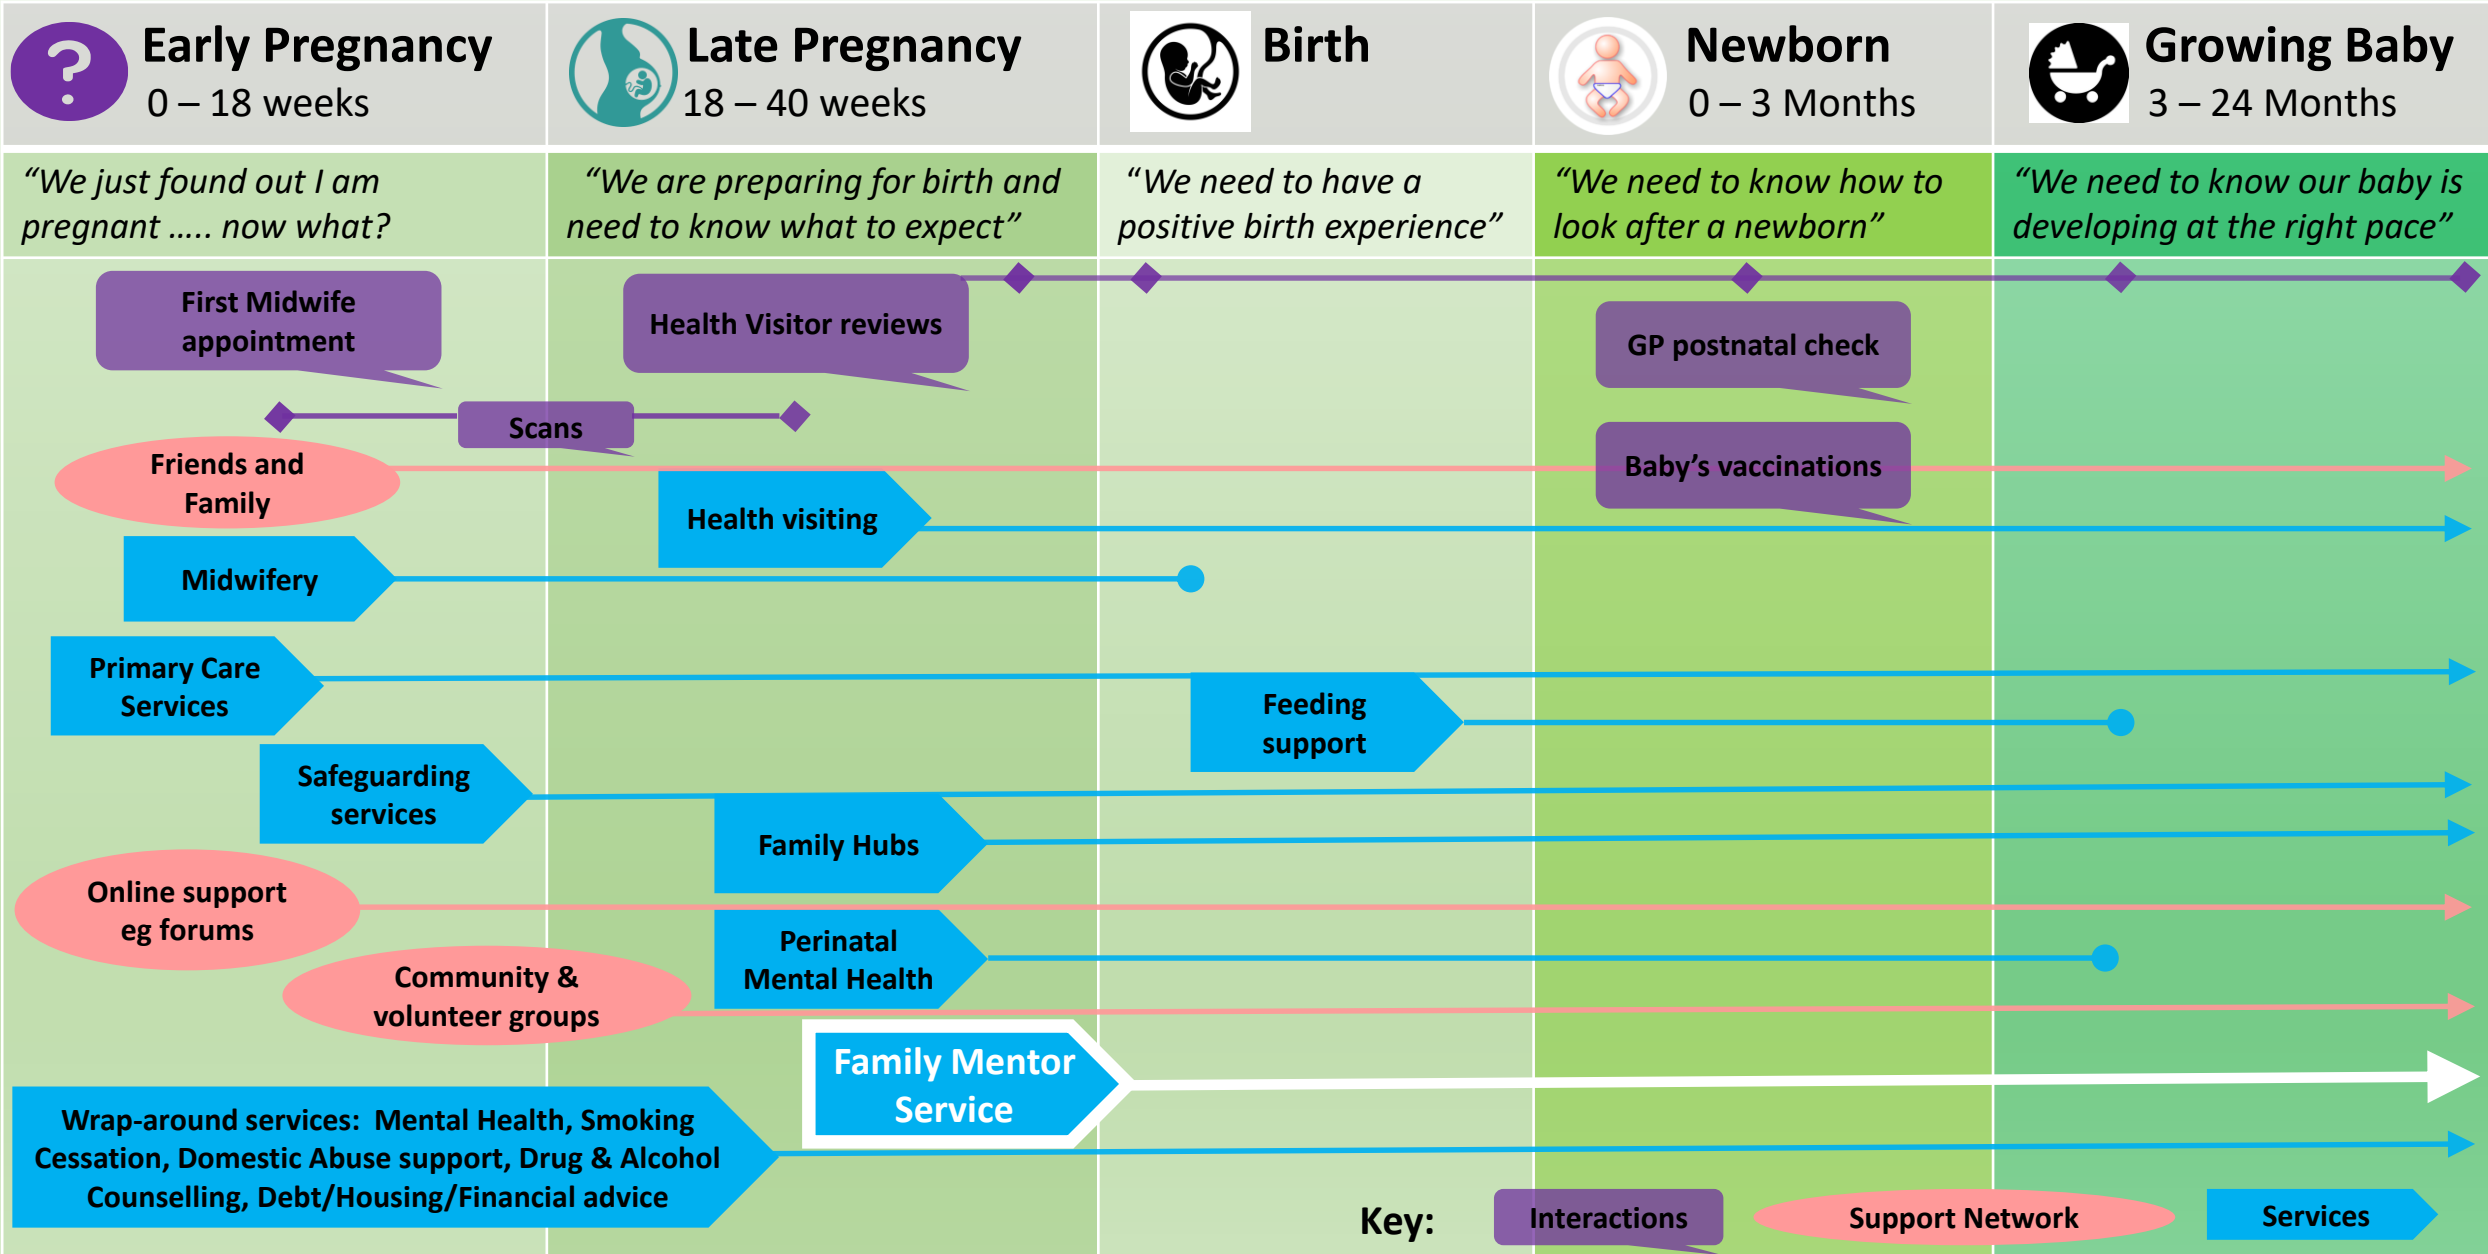 ?
Early Pregnancy
0 – 18 weeks
Late Pregnancy
18 – 40 weeks
Birth
Newborn
0 – 3 Months
Growing Baby
3 – 24 Months
“We just found out I am
pregnant ….. now what?
“We are preparing for birth and
need to know what to expect”
“We need to have a
positive birth experience”
“We need to know how to
look after a newborn”
“We need to know our baby is
developing at the right pace”
First Midwife
appointment
Health Visitor reviews
GP postnatal check
Scans
Friends and
Family
Baby’s vaccinations
Health visiting
Midwifery
Primary Care
Services
Feeding
support
Safeguarding
services
Family Hubs
Online support
eg forums
Perinatal
Mental Health
Community &
volunteer groups
Family Mentor
Service
Wrap-around services:  Mental Health, Smoking
Cessation, Domestic Abuse support, Drug & Alcohol
Counselling, Debt/Housing/Financial advice
Key:
Interactions
Support Network
Services